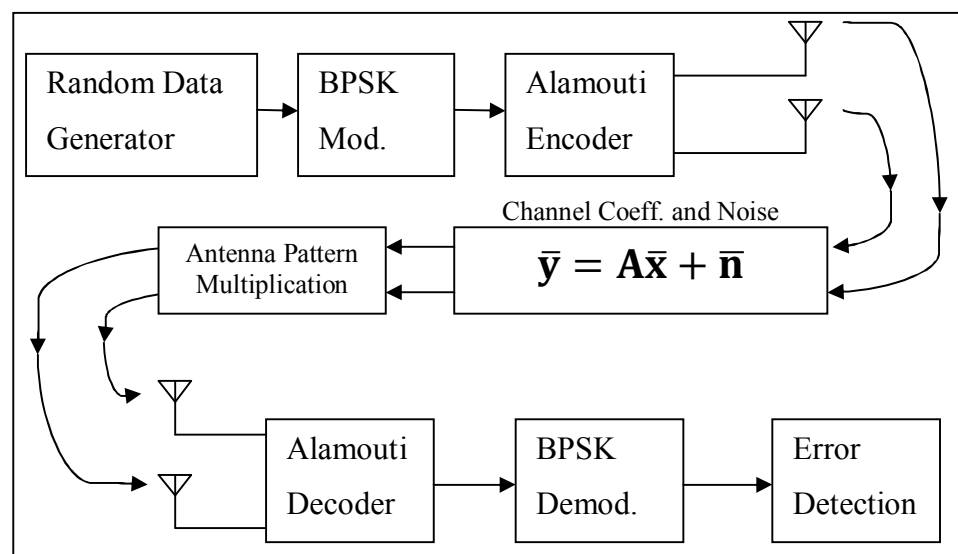 Random Data
Generator
BPSK
Mod.
Alamouti
Encoder
Channel Coeff. and Noise
Antenna Pattern
Multiplication
ȳ = Ax̄ + n̄
Alamouti
Decoder
BPSK
Demod.
Error
Detection